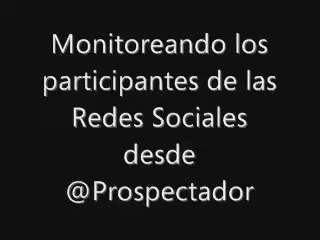 Monitoreando los
participantes de las
Redes Sociales
desde
@Prospectador